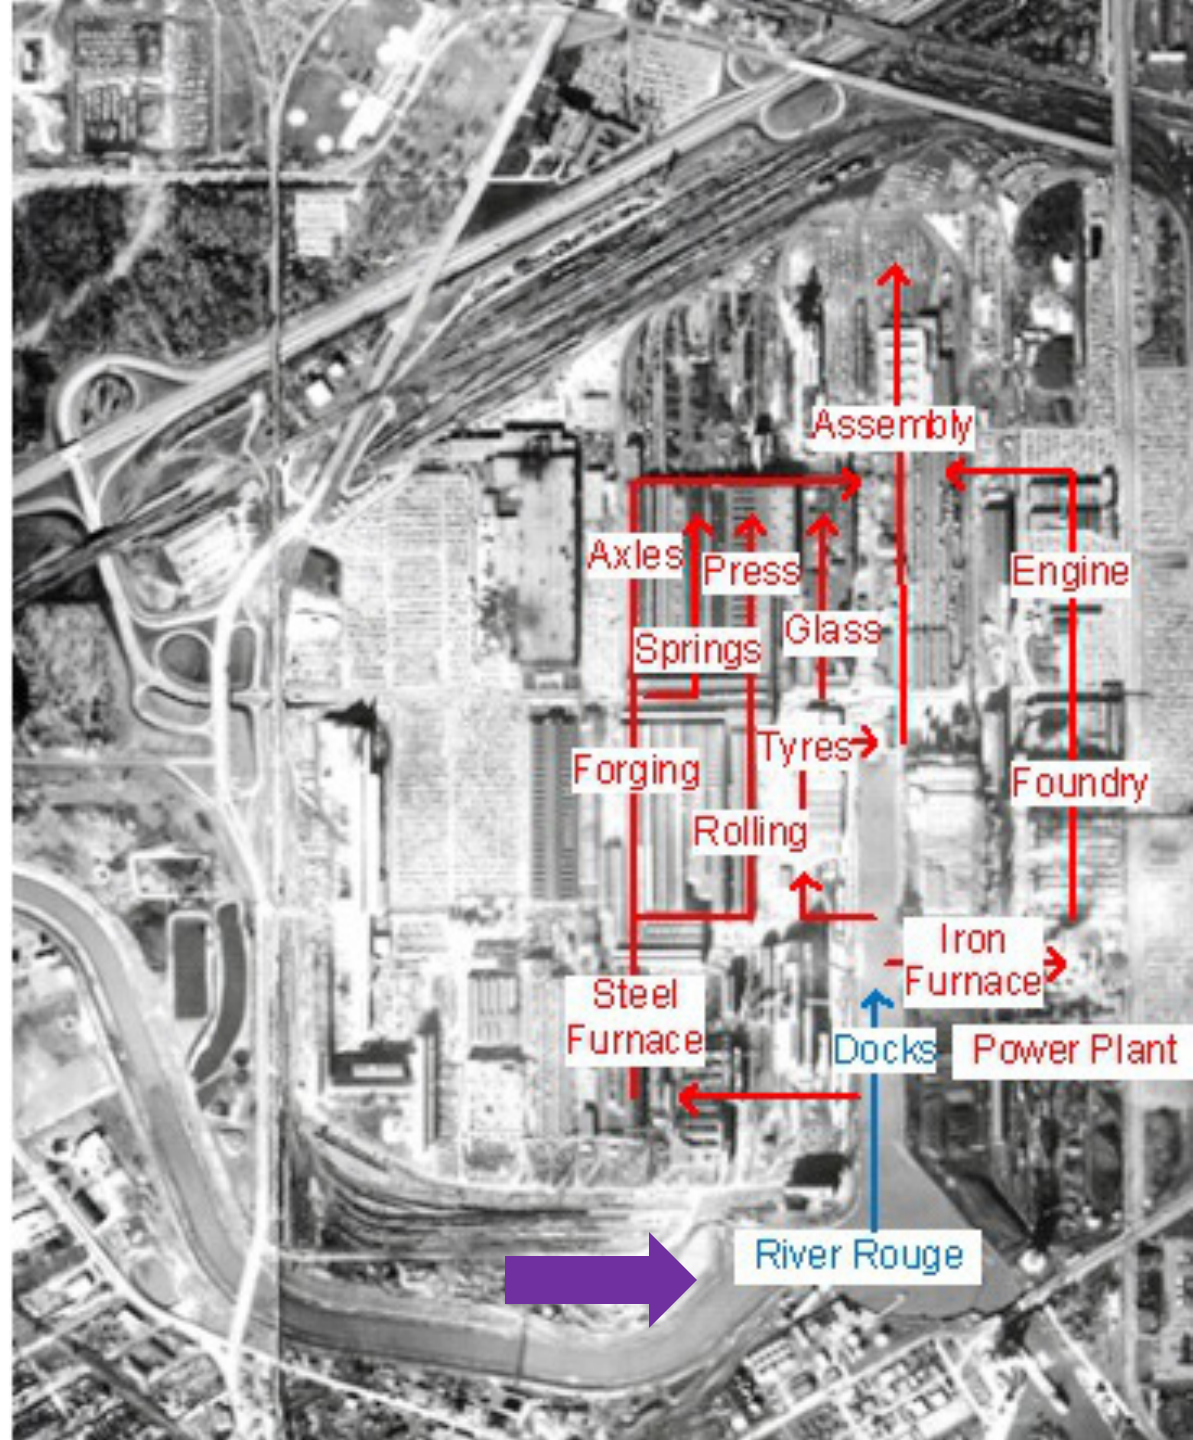 Assembly
Axles
Press
Engine
Glass
Springs
Tyres
Forging
Foundry
Rolling
Iron
Furnace
Steel
Furnace
Docks
Power Plant
River Rouge